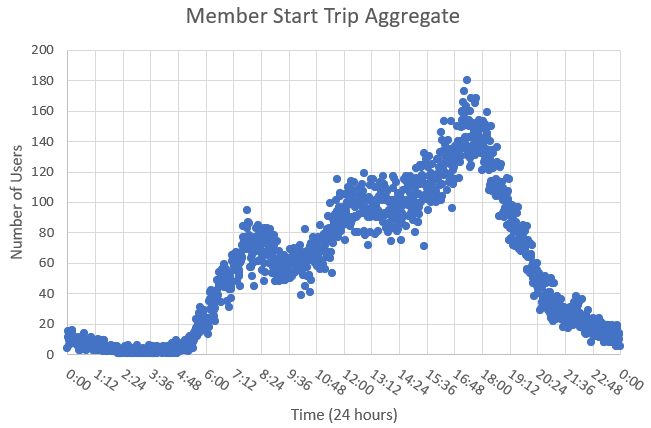 Member Start Trip Aggregate
200
180
160
140
120
100
80
60
40
20
0
Number of Users
0:00 1:12 2:24 3:36 4:48 6:00 7:12 8:24 9:36 10:48 12:00 13:12 14:24 15:36 16:48 18:00 19:12 20:24 21:36 22:48 0:00
Time (24 hours)